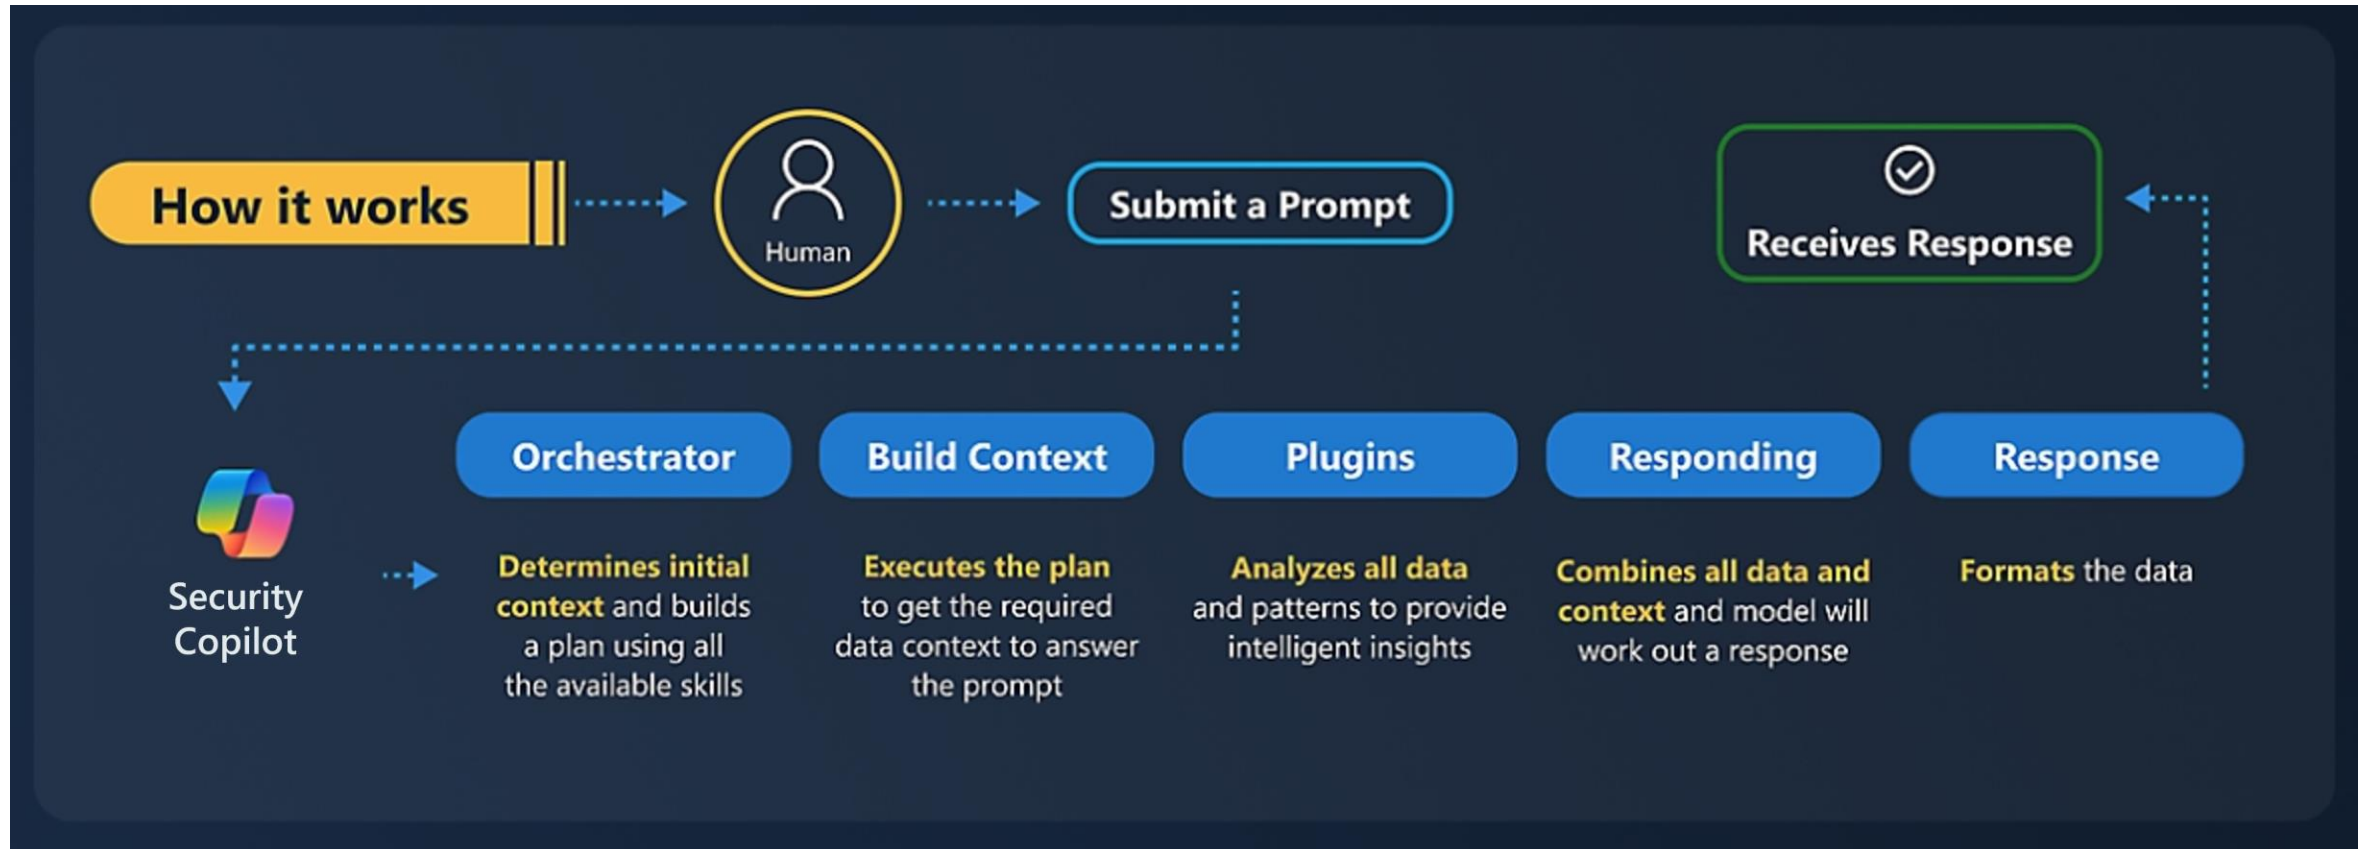 How it works
Human
Submit a Prompt
Receives Response
Security
Copilot
Orchestrator
Determines initial
context and builds
a plan using all
the available skills
Build Context
Executes the plan
to get the required
data context to answer
the prompt
Plugins
Analyzes all data
and patterns to provide
intelligent insights
Responding
Combines all data and
context and model will
work out a response
Response
Formats the data